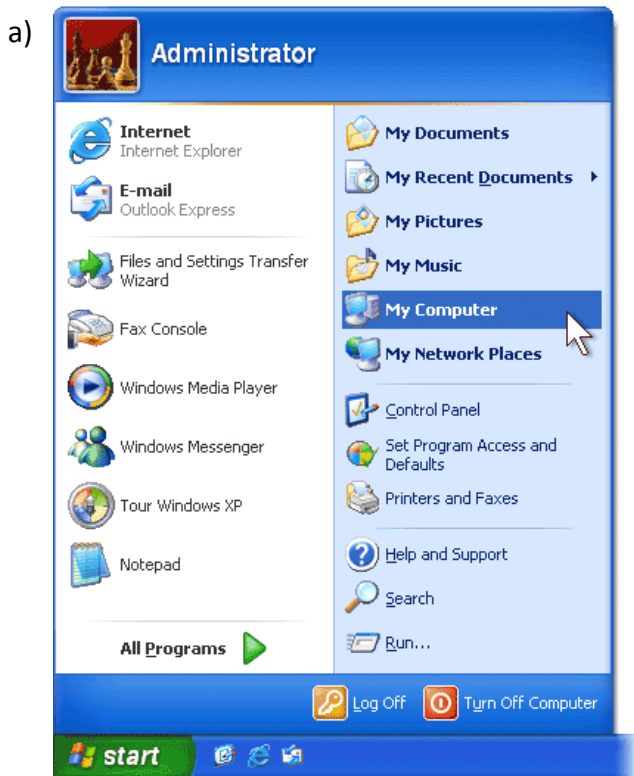 a)
Administrator
Internet
Internet Explorer
E-mail
Outlook Express
Files and Settings Transfer
Wizard
Fax Console
Windows Media Player
Windows Messenger
Tour Windows XP
Notepad
All Programs
My Documents
My Recent Documents
My Pictures
My Music
My Computer
My Network Places
Control Panel
Set Program Access and
Defaults
Printers and Faxes
Help and Support
Search
Run...
Log Off
Turn Off Computer
start